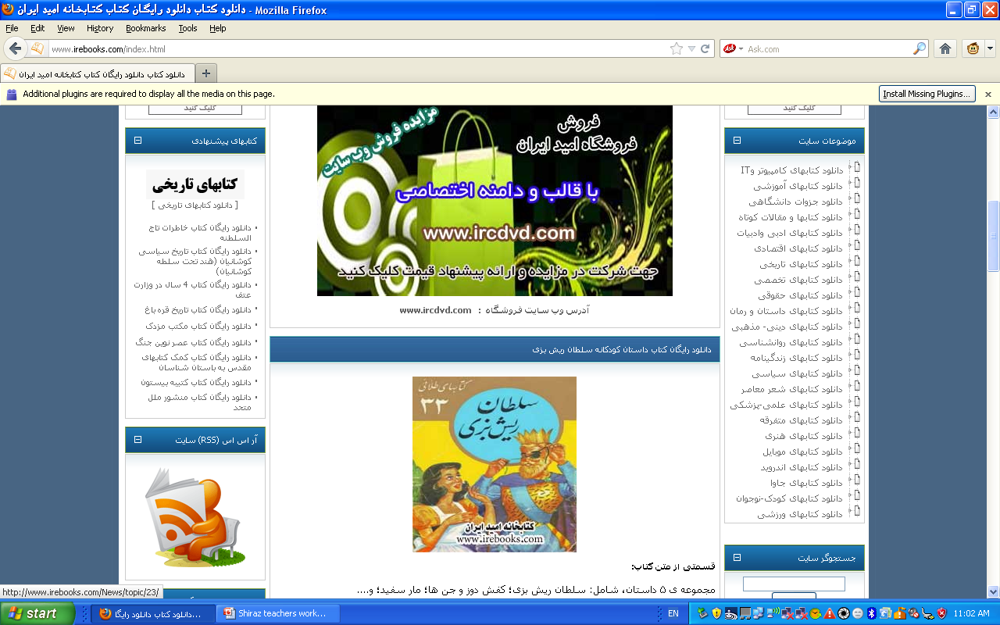 دانلود کتاب دانلود رایگان کتاب کتابخانه امید ایران - Mozilla Firefox
File Edit View History Bookmarks Tools Help
www.irebooks.com/index.html
Ask Ask.com
دانلود کتاب دانلود رایگان کتاب کتابخانه امید ایران
Additional plugins are required to display all the media on this page.
Install Missing Plugins...
کلیک کنید
موضوعات سایت
دانلود کتابهای کامپیوتر وIT
دانلود کتابهای آموزشی
دانلود جزوات دانشگاهی
دانلود کتابها و مقالات کوتاه
دانلود کتابهای ادبی وادبیات
دانلود کتابهای اقتصادی
دانلود کتابهای تاریخی
دانلود کتابهای تخصصی
دانلود کتابهای حقوقی
دانلود کتابهای داستان و رمان
دانلود کتابهای دینی- مذهبی
دانلود کتابهای روانشناسی
دانلود کتابهای زندگینامه
دانلود کتابهای سیاسی
دانلود کتابهای شعر معاصر
دانلود کتابهای علمی-پزشکی
دانلود کتابهای متفرقه
دانلود کتابهای هنری
دانلود کتابهای موبایل
دانلود کتابهای اندروید
دانلود کتابهای جاوا
دانلود کتابهای کودک-نوجوان
دانلود کتابهای ورزشی
جستجوگر سایت
فروش
فروشگاه امید ایران
مزایده فروش وب سایت
با قالب و دامنه اختصاصی
www.ircdvd.com
جهت شرکت در مزایده و ارائه پیشنهاد قیمت کلیک کنید
آدرس وب سایت فروشگاه : www.ircdvd.com
دانلود رایگان کتاب داستان کودکانه سلطان ریش بزی
کتابهای طلائی
۳۳
سلطان
ریش بزی
کتابخانه امید ایران
www.irebooks.com
قسمتی از متن کتاب:
مجموعه ی ۵ داستان، شامل: سلطان ریش بزی؛ کفش دوز و جن ها؛ مار سفید؛ و....
کلیک کنید
کتابهای پیشنهادی
کتابهای تاریخی
[ دانلود کتابهای تاریخی ]
دانلود رایگان کتاب خاطرات تاج
السلطنه
دانلود رایگان کتاب تاریخ سیاسی
کوشانیان (هند تحت سلطه
کوشانیان)
دانلود رایگان کتاب 4 سال در وزارت
عتف
دانلود رایگان کتاب تاریخ قره باغ
دانلود رایگان کتاب مکتب مزدک
دانلود رایگان کتاب عصر نوین جنگ
دانلود رایگان کتاب کمک کتابهای
مقدس به باستان شناسان
دانلود رایگان کتاب کتیبه بیستون
دانلود رایگان کتاب منشور ملل
متحد
آر اس اس (RSS) سایت
http://www.irebooks.com/News/topic/23/
start
دانلود کتاب دانلود رایگا...
Shiraz teachers work...
EN
11:02 AM